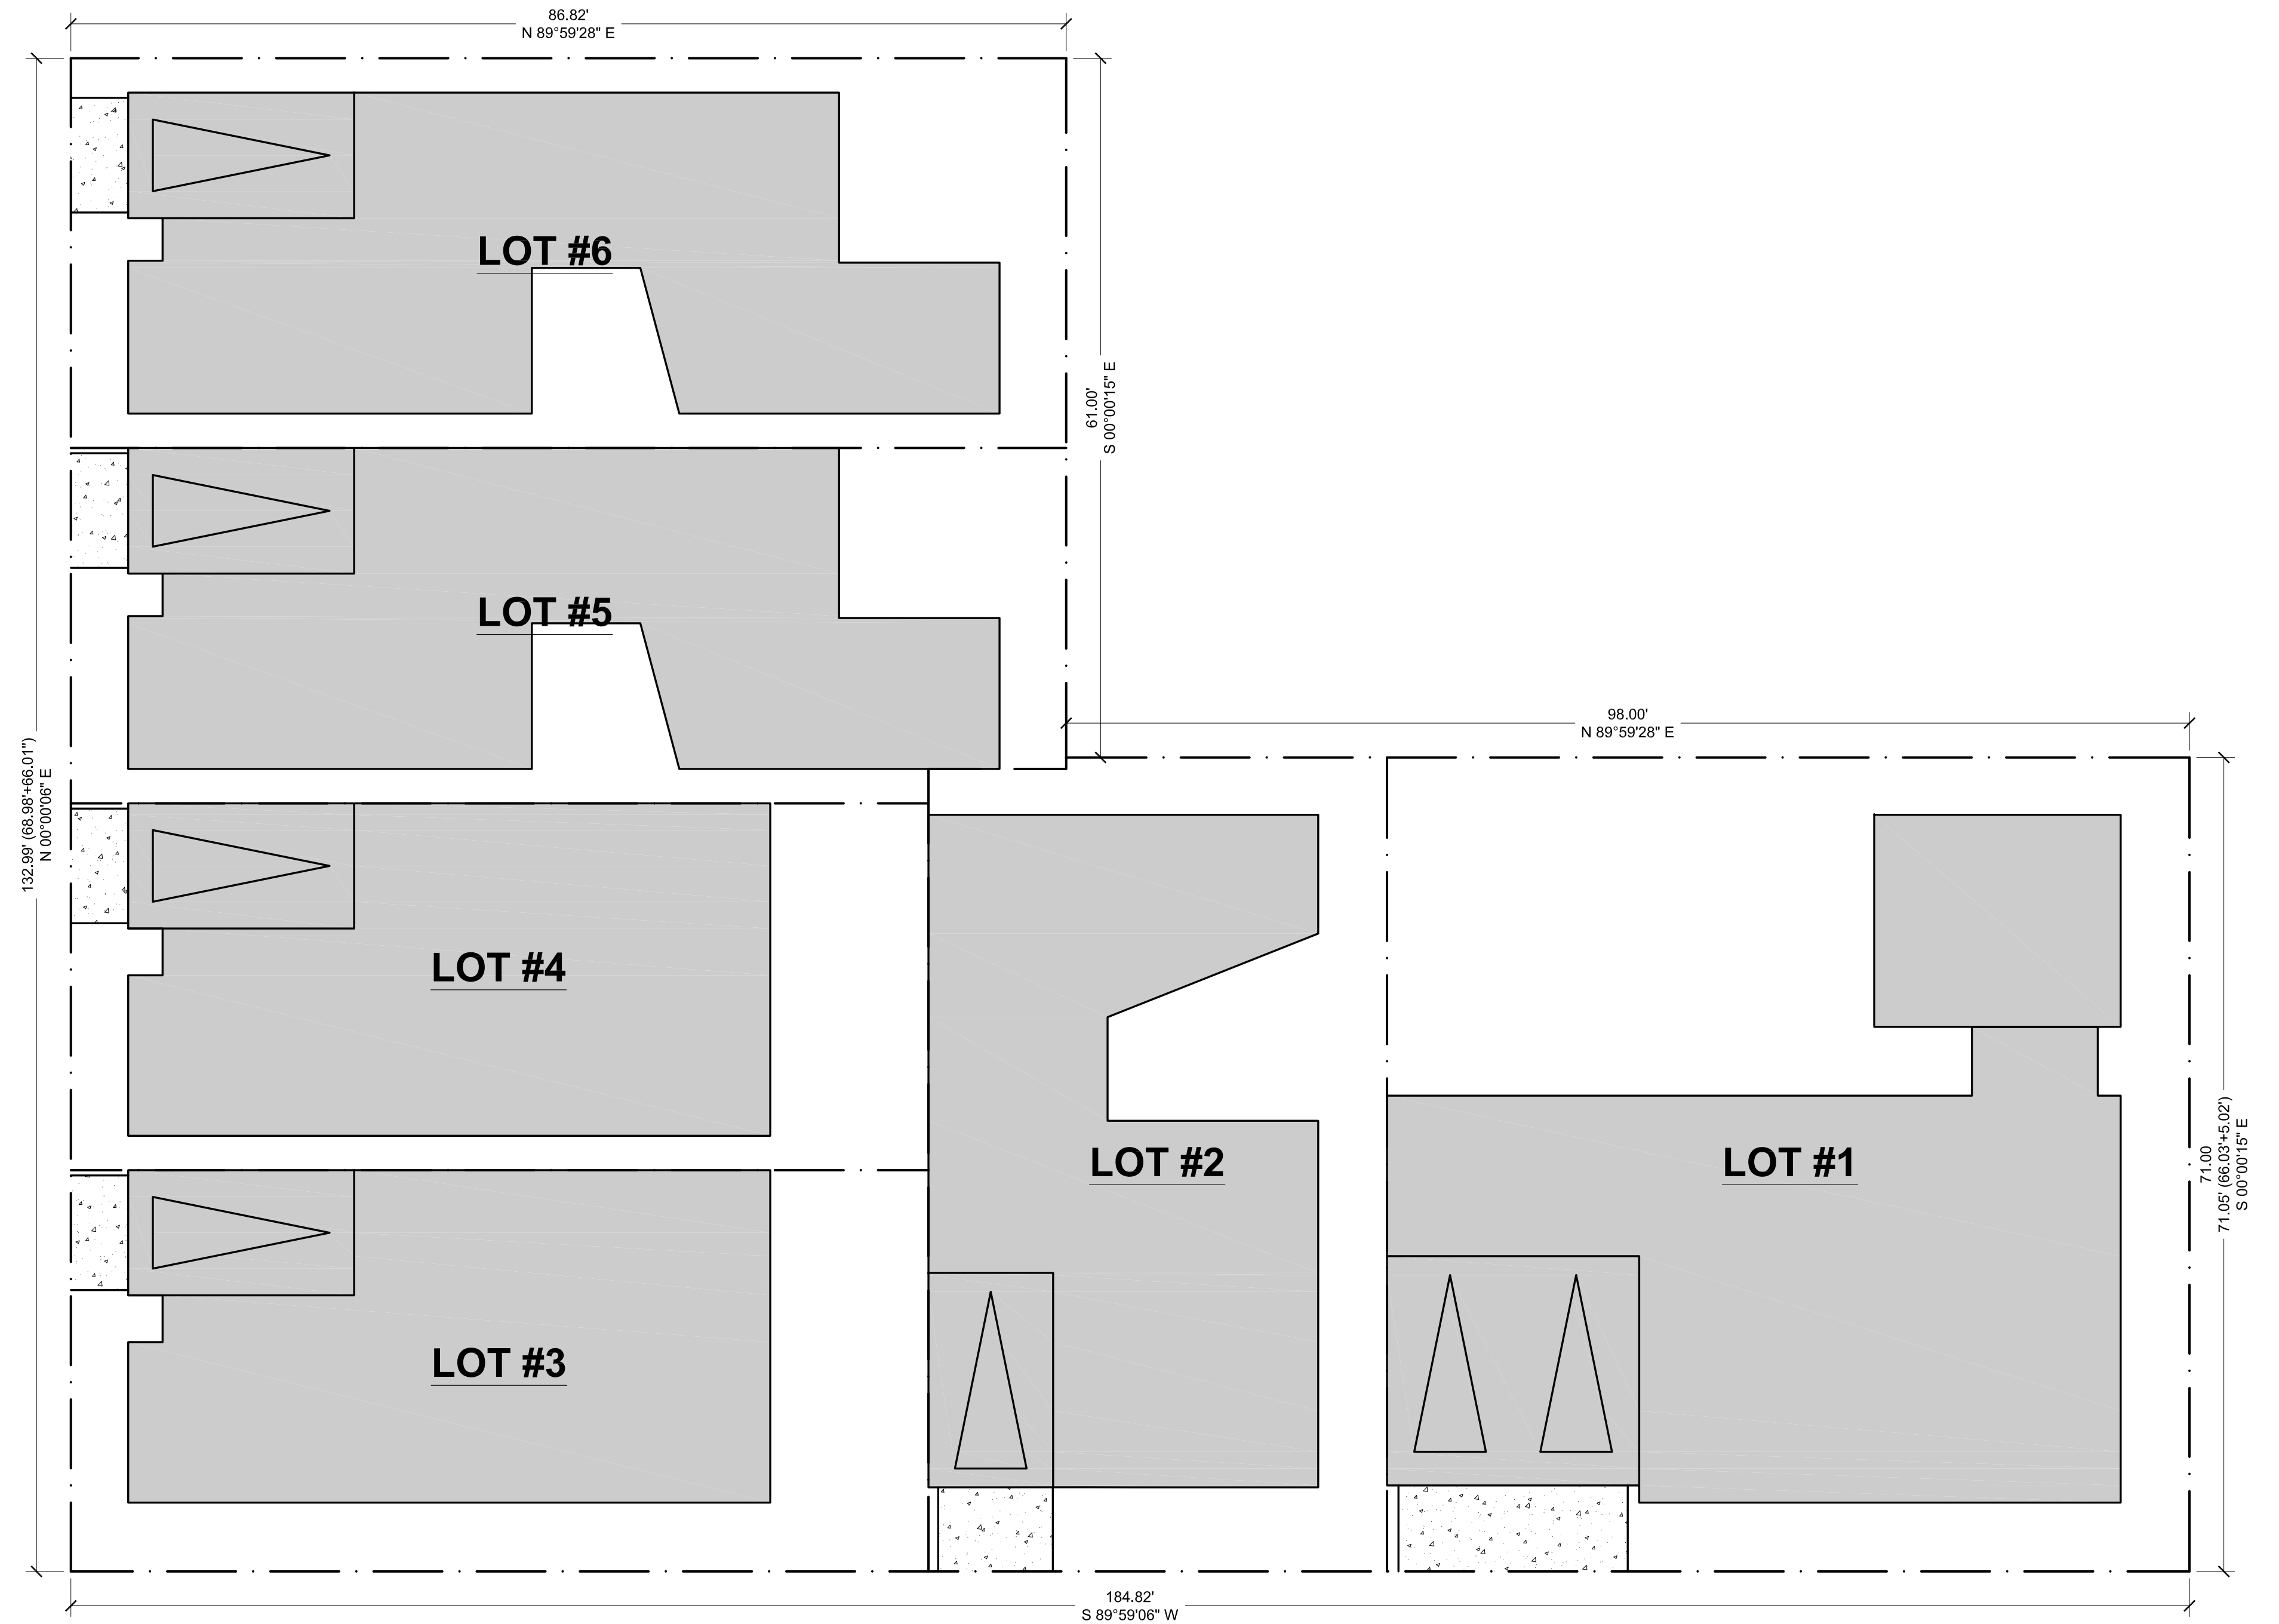 86.82'
N 89°59'28" E
LOT #6
61.00'
S 00°00'15" E
LOT #5
98.00'
N 89°59'28" E
132.99' (68.98'+66.01")
N 00°00'06" E
LOT #4
LOT #2
LOT #1
71.00
71.05' (66.03'+5.02')
S 00°00'15" E
LOT #3
184.82'
S 89°59'06" W